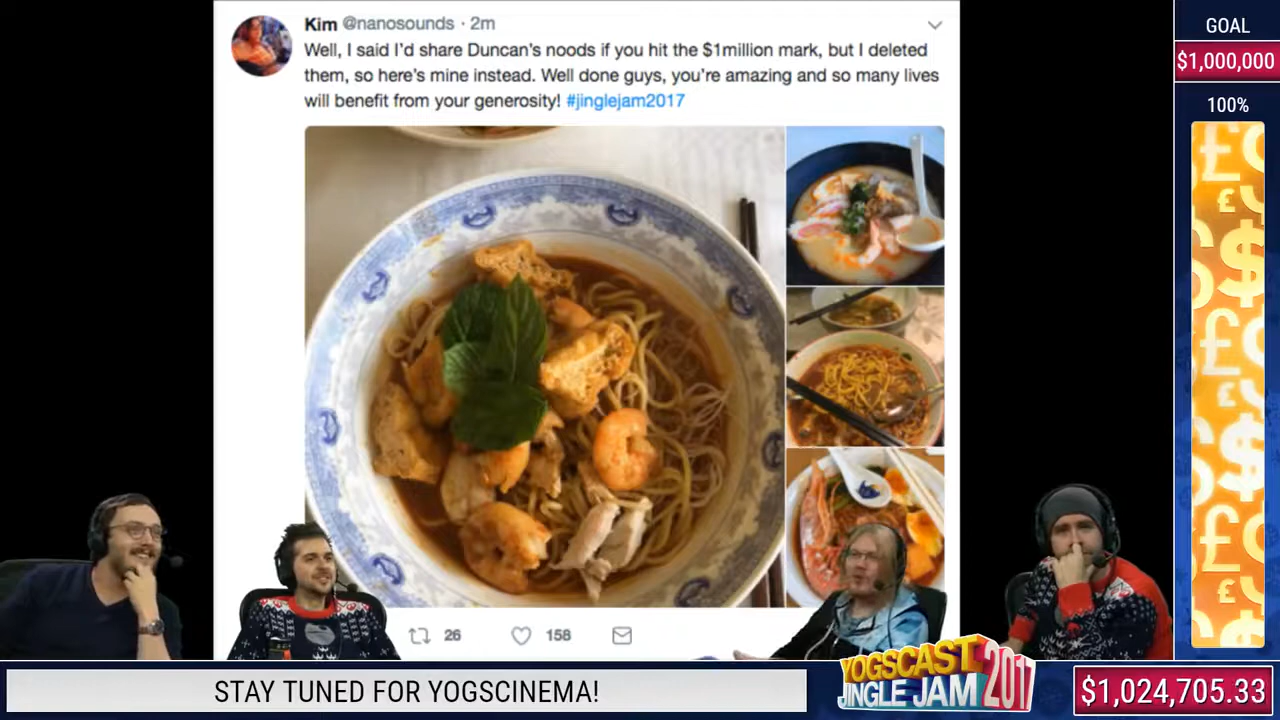 Kim @nanosounds · 2m
Well, I said I'd share Duncan's noods if you hit the $1million mark, but I deleted
them, so here's mine instead. Well done guys, you're amazing and so many lives
will benefit from your generosity! #jinglejam2017
26 158
GOAL
$1,000,000
100%
STAY TUNED FOR YOGSCINEMA!
YOGSCAST
JINGLE JAM 2017
$1,024,705.33